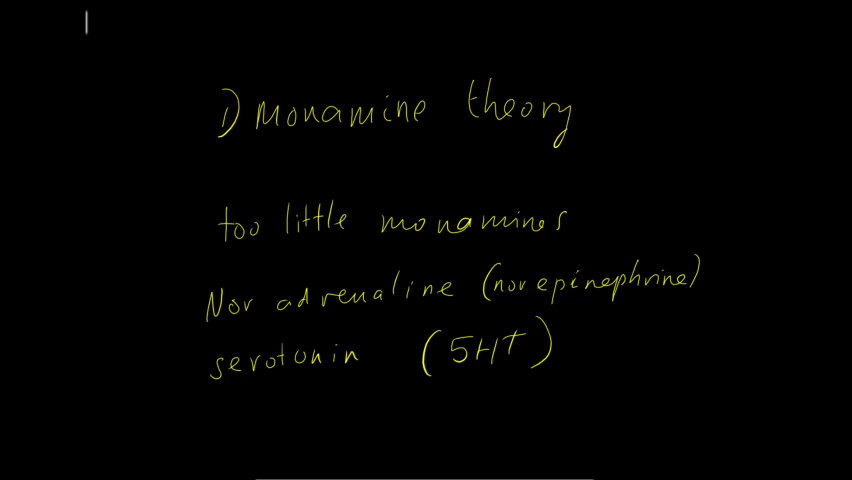 1) monamine theory
too little monamines
Nor adrenaline (norepinephrine)
serotonin (5HT)